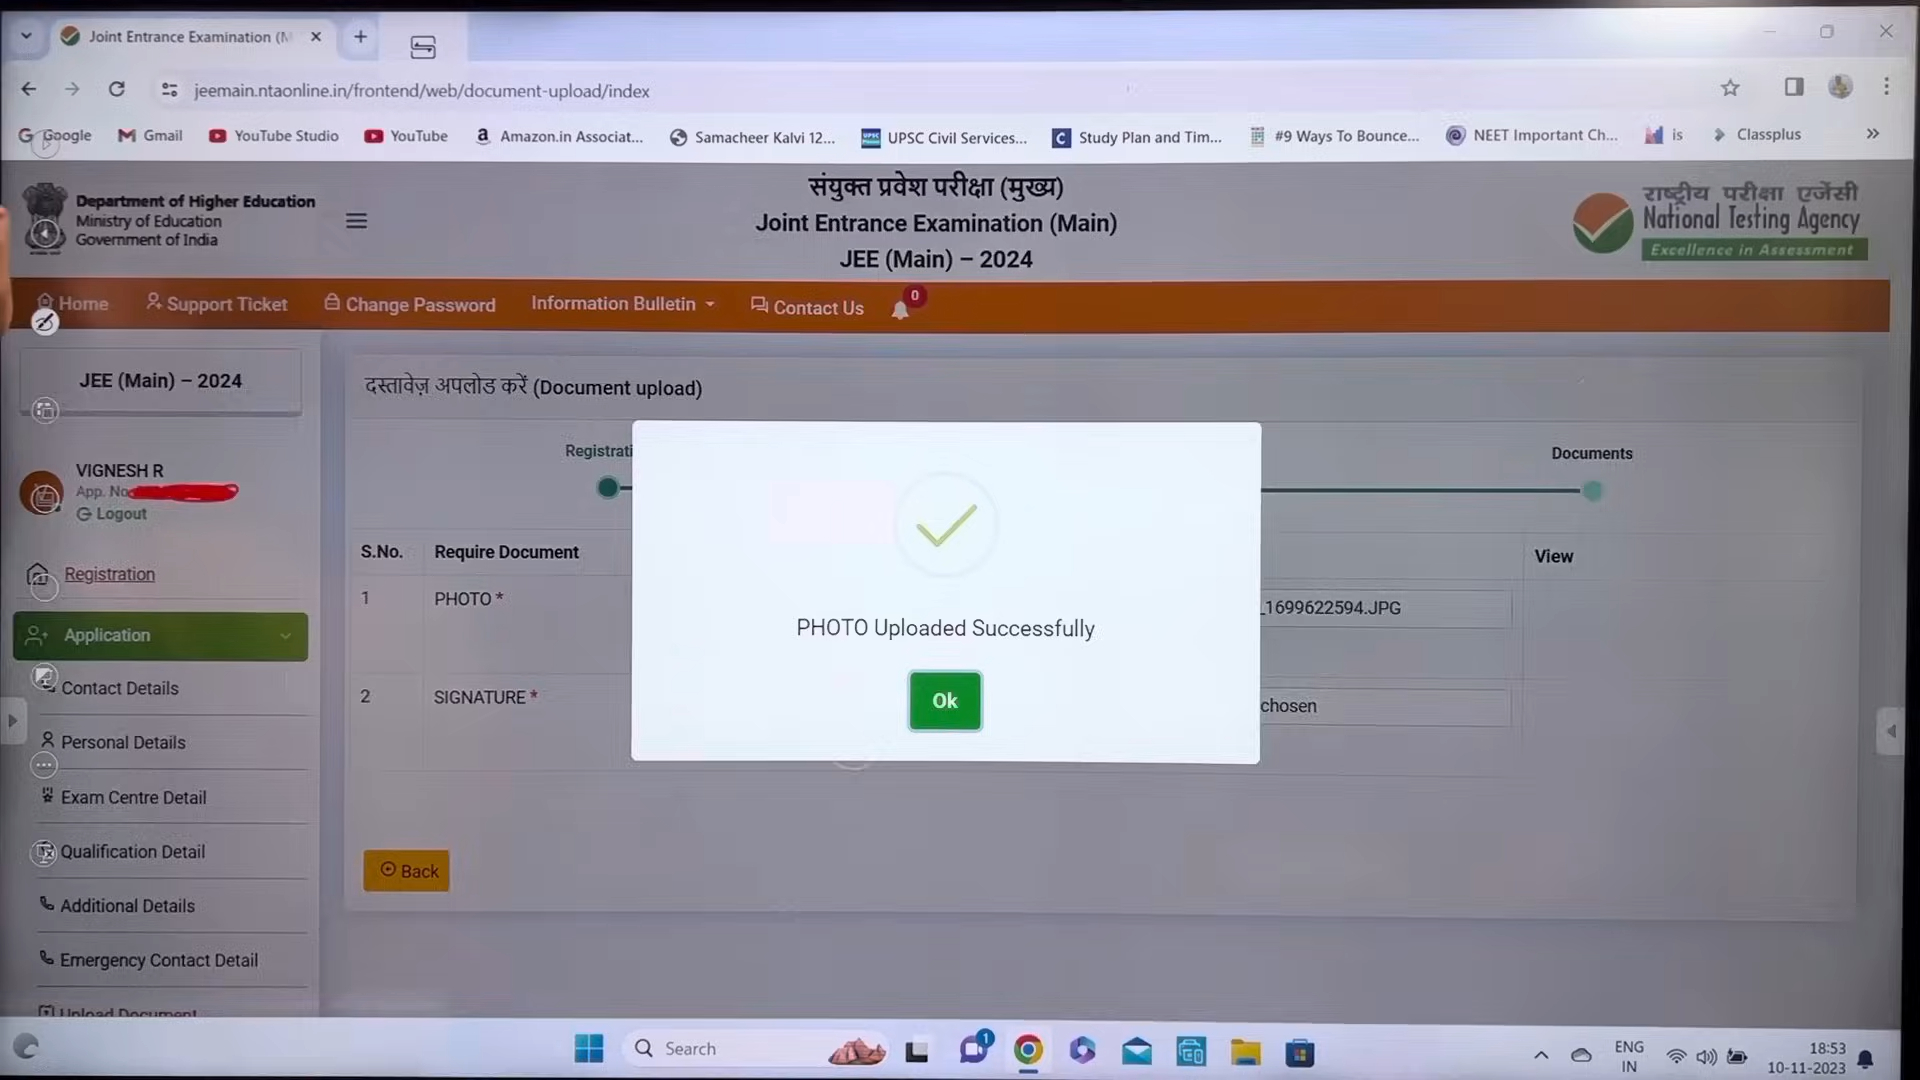 Joint Entrance Examination (M
jeemain.ntaonline.in/frontend/web/document-upload/index
Google
Gmail
YouTube Studio
YouTube
Amazon.in Associat...
Samacheer Kalvi 12...
UPSC Civil Services...
Study Plan and Tim...
#9 Ways To Bounce...
NEET Important Ch...
is
Classplus
Department of Higher Education
Ministry of Education
Government of India
संयुक्त प्रवेश परीक्षा (मुख्य)
Joint Entrance Examination (Main)
JEE (Main) – 2024
राष्ट्रीय परीक्षा एजेंसी
National Testing Agency
Excellence in Assessment
Home
Support Ticket
Change Password
Information Bulletin
Contact Us
0
JEE (Main) – 2024
VIGNESH R
App. No
Logout
Registration
Application
Contact Details
Personal Details
Exam Centre Detail
Qualification Detail
Additional Details
Emergency Contact Detail
Upload Document
दस्तावेज़ अपलोड करें (Document upload)
Registrati
Documents
S.No.
Require Document
View
1
PHOTO *
_1699622594.JPG
2
SIGNATURE *
chosen
PHOTO Uploaded Successfully
Ok
Back
Search
1
ENG
IN
18:53
10-11-2023